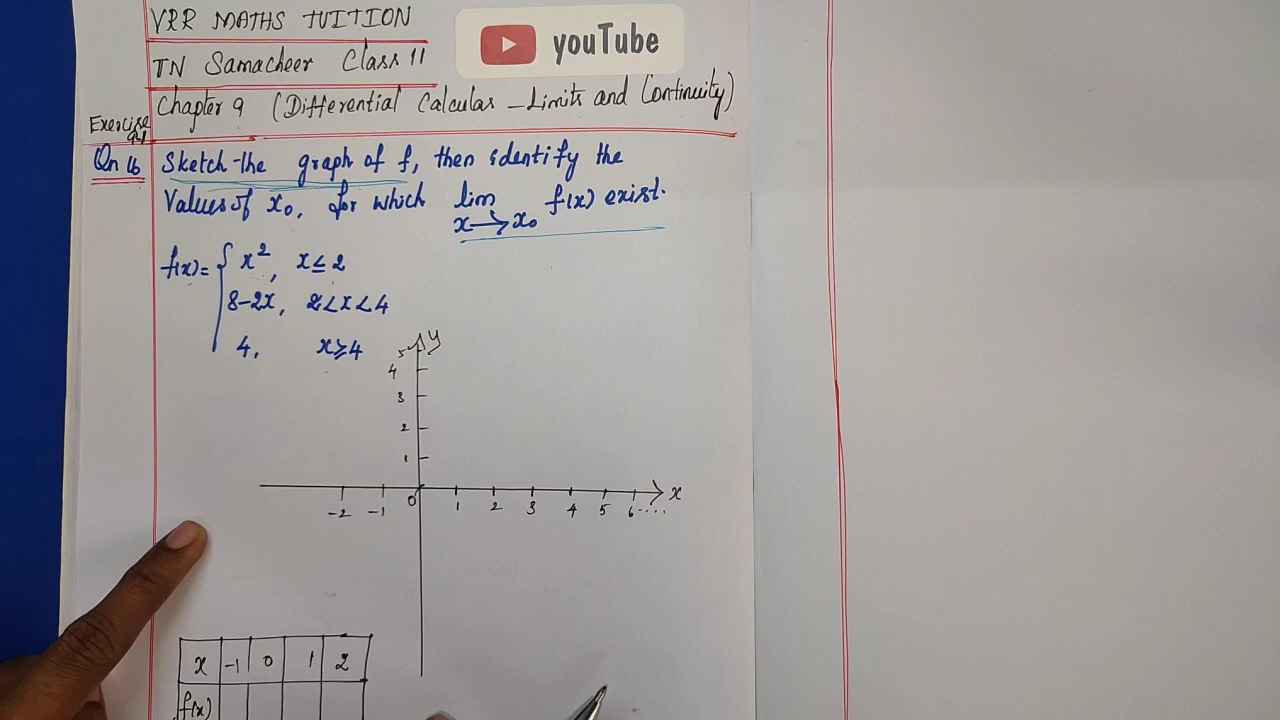 VRR MATHS TUITION
YouTube
TN Samacheer Class 11
Chapter 9 (Differential Calculas – Limits and Continuity)
Exercise 9.1
Qn 16 Sketch the graph of f, then identify the
Values of x₀, for which lim f(x) exist.
x→x₀
f(x) = { x², x ≤ 2
8-2x, 2<x<4
4, x ≥ 4
y
5
4
3
2
1
-2 -1 0 1 2 3 4 5 6.... x
x -1 0 1 2
f(x)